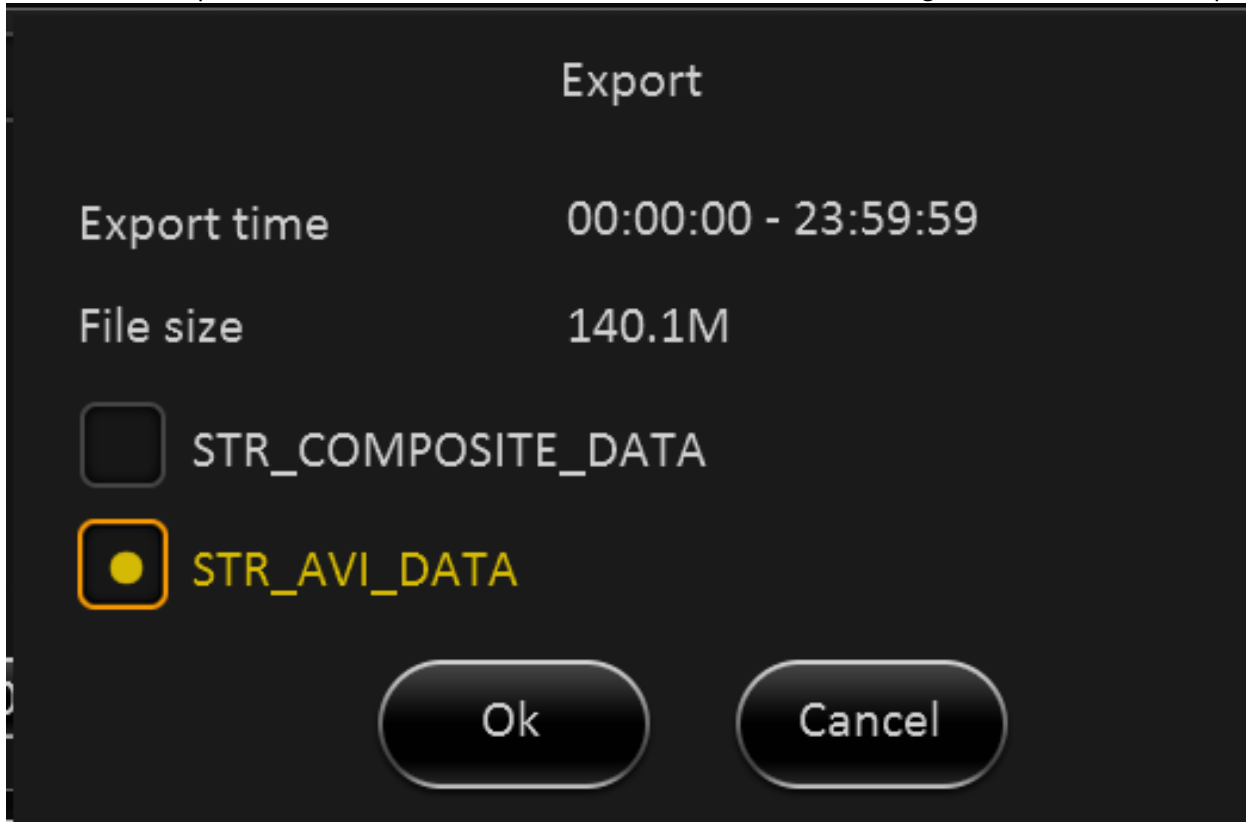 Export
Export time 00:00:00 - 23:59:59
File size 140.1M
STR_COMPOSITE_DATA
STR_AVI_DATA
Ok Cancel